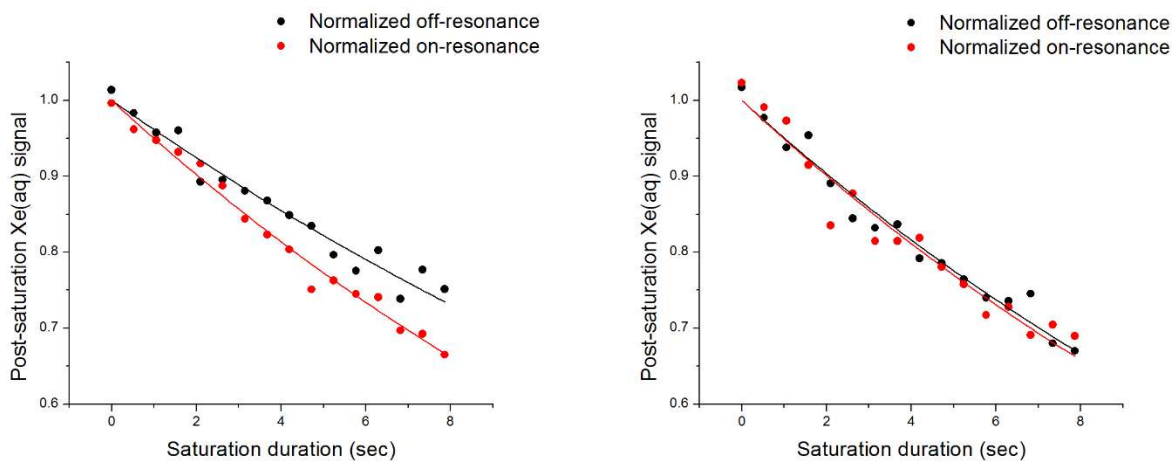 Normalized off-resonance
Normalized on-resonance
Post-saturation Xe(aq) signal
1.0
0.9
0.8
0.7
0.6
0
2
4
6
8
Saturation duration (sec)
Normalized off-resonance
Normalized on-resonance
Post-saturation Xe(aq) signal
1.0
0.9
0.8
0.7
0.6
0
2
4
6
8
Saturation duration (sec)